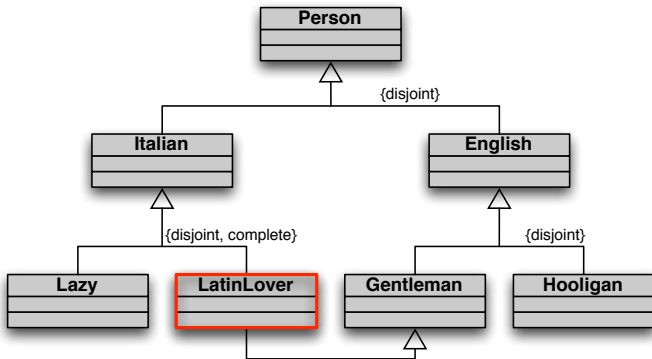 Person
{disjoint}
Italian
English
{disjoint, complete}
{disjoint}
Lazy
LatinLover
Gentleman
Hooligan